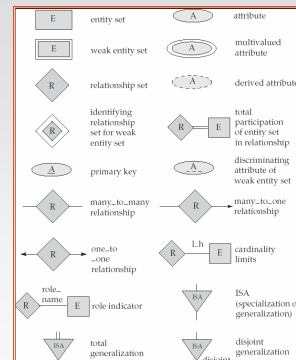 E
entity set
A
attribute
E
weak entity set
A
multivalued
attribute
R
relationship set
A
derived attribute
R
identifying
relationship
set for weak
entity set
R
E
total
participation
of entity set
in relationship
A
primary key
A
discriminating
attribute of
weak entity set
R
many_to_many
relationship
R
many_to_one
relationship
R
one_to
_one
relationship
R
l..h
E
cardinality
limits
R
role_
name
E
role indicator
ISA
ISA
(specialization o
generalization)
ISA
total
generalization
ISA
disjoint
generalization
disjoint